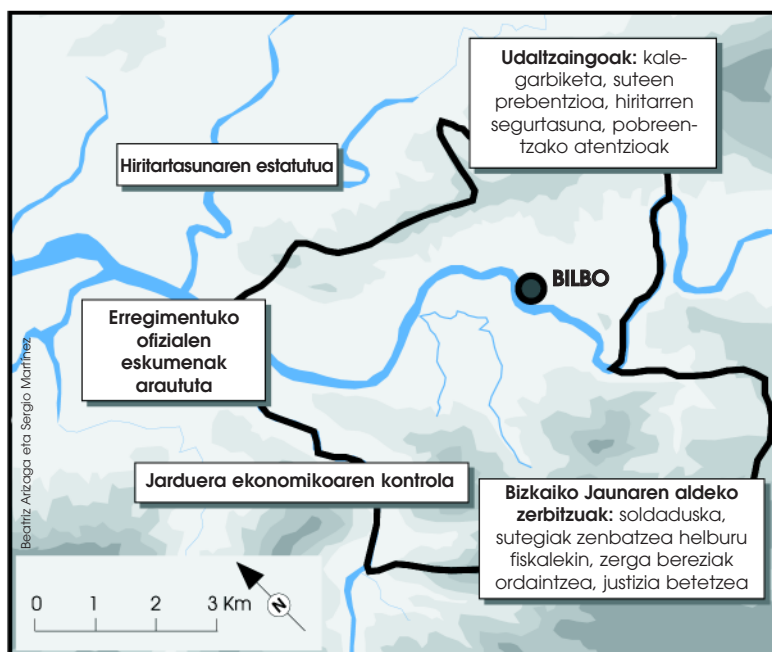 Udaltzaingoak: kale-
garbiketa, suteen
prebentzioa, hiritarren
segurtasuna, pobreen-
tzako atentzioak
Hiritartasunaren estatutua
BILBO
Erregimentuko
ofizialen
eskumenak
araututa
Jarduera ekonomikoaren kontrola
Bizkaiko Jaunaren aldeko
zerbitzuak: soldaduska,
sutegiak zenbatzea helburu
fiskalekin, zerga bereziak
ordaintzea, justizia betetzea
Beatriz Arizaga eta Sergio Martinez
0 1 2 3 Km
N